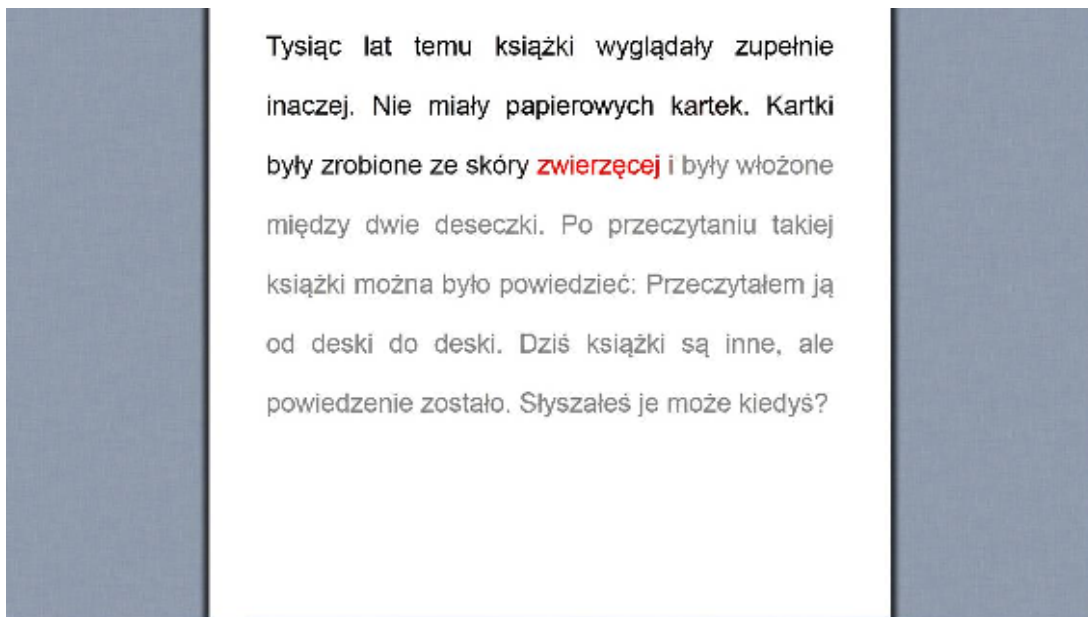 Tysiąc lat temu książki wyglądały zupełnie
inaczej. Nie miały papierowych kartek. Kartki
były zrobione ze skóry zwierzęcej i były włożone
między dwie deseczki. Po przeczytaniu takiej
książki można było powiedzieć: Przeczytałem ją
od deski do deski. Dziś książki są inne, ale
powiedzenie zostało. Słyszałeś je może kiedyś?